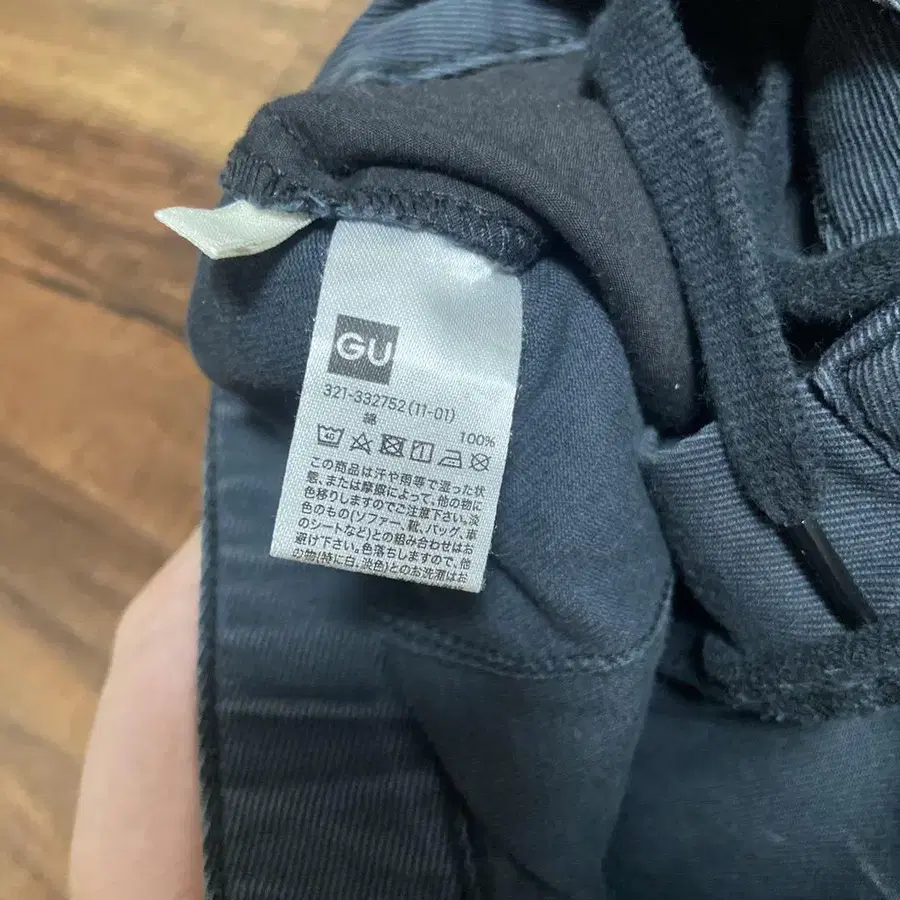 GU
321-332752(11-01)
綿 100%
40
この商品は汗や雨等で湿った状
態、または摩擦によって、他の物に
色移りしますのでご注意下さい。淡
色のもの(ソファー、靴、バッグ、車
のシートなど)との組み合わせはお
避け下さい。色落ちしますので、他
の物(特に白、淡色)とのお洗濯はお